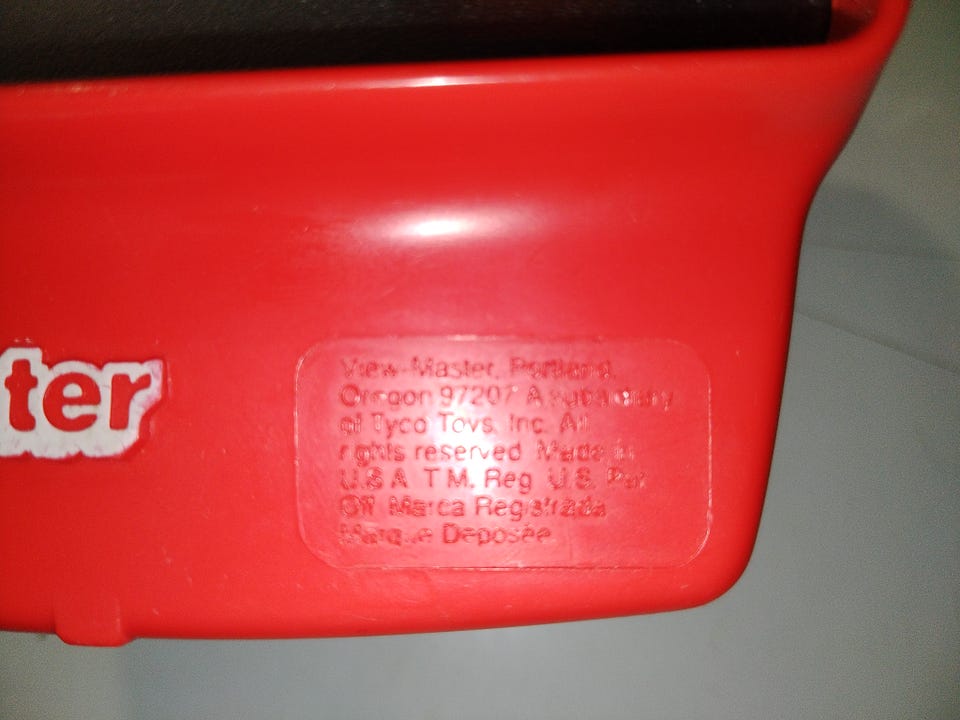 ter
View-Master, Portland,
Oregon 97207 A subsidiary
of Tyco Toys, Inc. All
rights reserved Made in
U.S.A. T.M. Reg. U.S. Pat.
Off. Marca Registrada
Marque Deposée